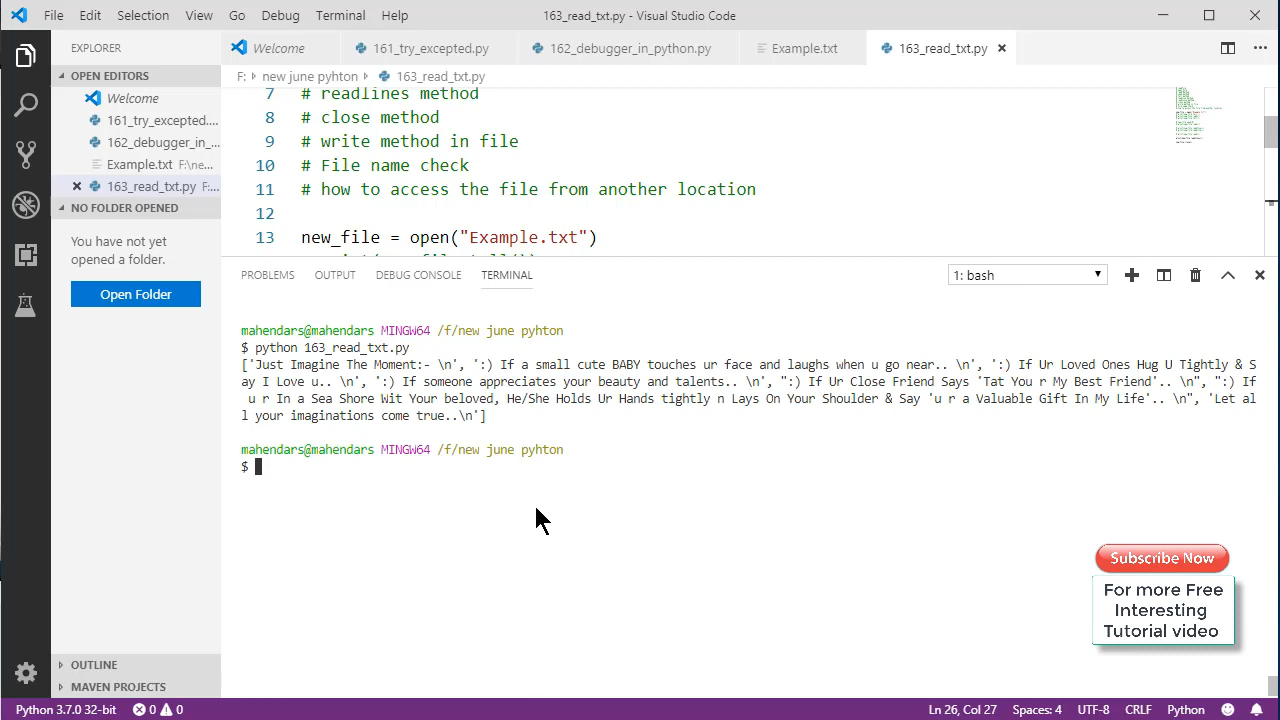 File Edit Selection View Go Debug Terminal Help 163_read_txt.py - Visual Studio Code
EXPLORER Welcome 161_try_excepted.py 162_debugger_in_python.py Example.txt 163_read_txt.py
OPEN EDITORS
F: › new june pyhton › 163_read_txt.py
Welcome
161_try_excepted....
162_debugger_in_...
Example.txt F:\ne...
163_read_txt.py F:...
NO FOLDER OPENED
You have not yet
opened a folder.
Open Folder
7 # readlines method
8 # close method
9 # write method in file
10 # File name check
11 # how to access the file from another location
12
13 new_file = open("Example.txt")
PROBLEMS OUTPUT DEBUG CONSOLE TERMINAL 1: bash
mahendars@mahendars MINGW64 /f/new june pyhton
$ python 163_read_txt.py
['Just Imagine The Moment:- \n', ':) If a small cute BABY touches ur face and laughs when u go near.. \n', ':) If Ur Loved Ones Hug U Tightly & S
ay I Love u.. \n', ':) If someone appreciates your beauty and talents.. \n', ":) If Ur Close Friend Says 'Tat You r My Best Friend'.. \n", ":) If
u r In a Sea Shore Wit Your beloved, He/She Holds Ur Hands tightly n Lays On Your Shoulder & Say 'u r a Valuable Gift In My Life'.. \n", 'Let al
l your imaginations come true..\n']
mahendars@mahendars MINGW64 /f/new june pyhton
$
Subscribe Now
For more Free
Interesting
Tutorial video
OUTLINE
MAVEN PROJECTS
Python 3.7.0 32-bit 0 0 Ln 26, Col 27 Spaces: 4 UTF-8 CRLF Python